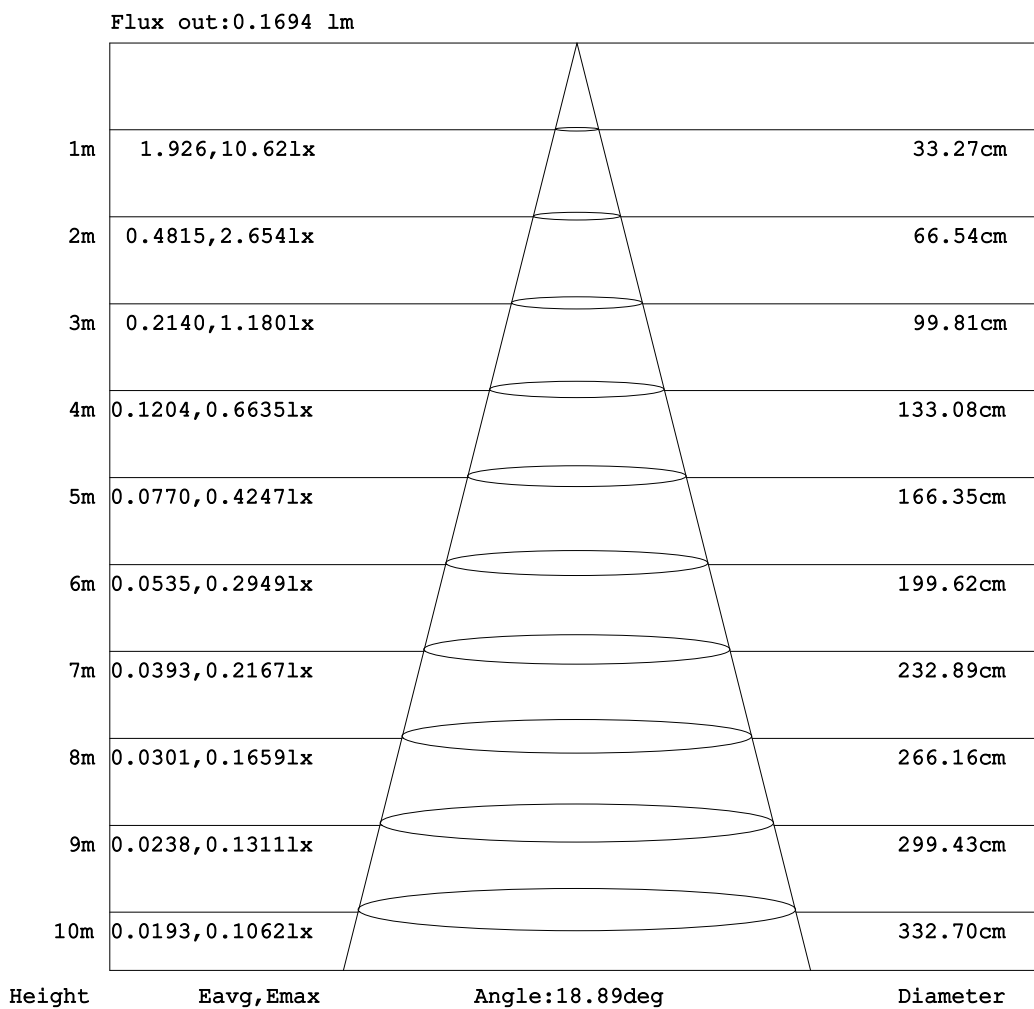 Flux out:0.1694 lm
1m 1.926,10.62lx 33.27cm
2m 0.4815,2.654lx 66.54cm
3m 0.2140,1.180lx 99.81cm
4m 0.1204,0.6635lx 133.08cm
5m 0.0770,0.4247lx 166.35cm
6m 0.0535,0.2949lx 199.62cm
7m 0.0393,0.2167lx 232.89cm
8m 0.0301,0.1659lx 266.16cm
9m 0.0238,0.1311lx 299.43cm
10m 0.0193,0.1062lx 332.70cm
Height Eavg,Emax Angle:18.89deg Diameter